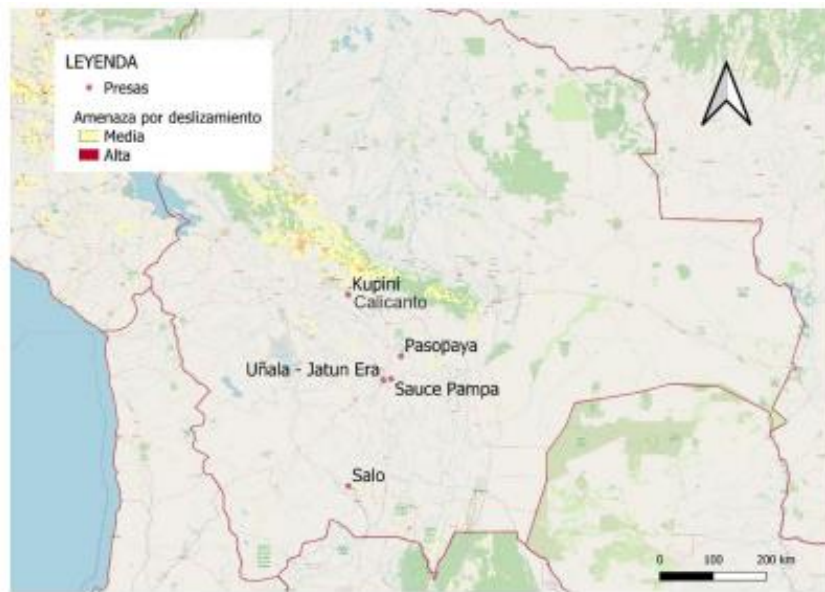 LEYENDA
Presas
Amenaza por deslizamiento
Media
Alta
Kupini
Calicanto
Pasopaya
Uñala - Jatun Era
Sauce Pampa
Salo
0 100 200 km